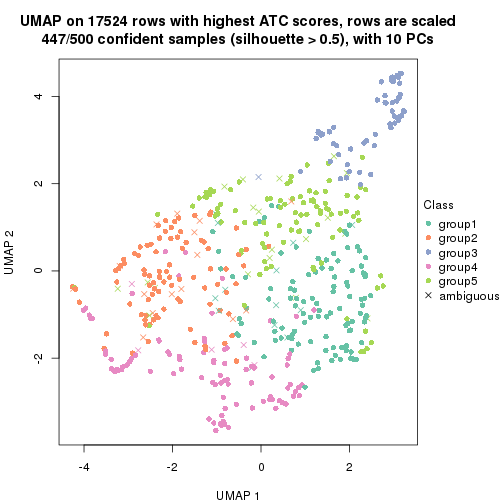 UMAP on 17524 rows with highest ATC scores, rows are scaled
447/500 confident samples (silhouette > 0.5), with 10 PCs
4
2
0
-2
UMAP 2
-4
-2
0
2
UMAP 1
Class
group1
group2
group3
group4
group5
ambiguous